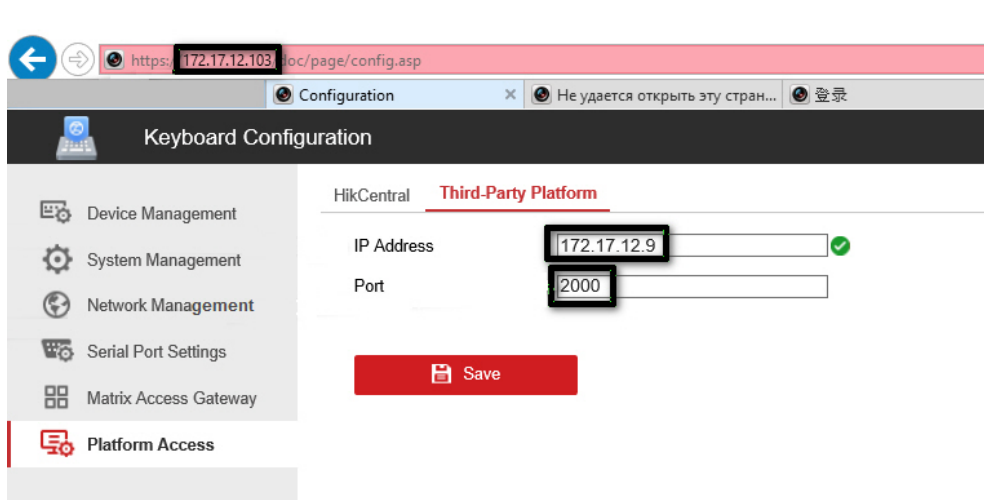 https://172.17.12.103/doc/page/config.asp
Configuration × Не удается открыть эту стран... 登录
Keyboard Configuration
HikCentral Third-Party Platform
Device Management
IP Address 172.17.12.9
System Management
Port 2000
Network Management
Serial Port Settings
Save
Matrix Access Gateway
Platform Access